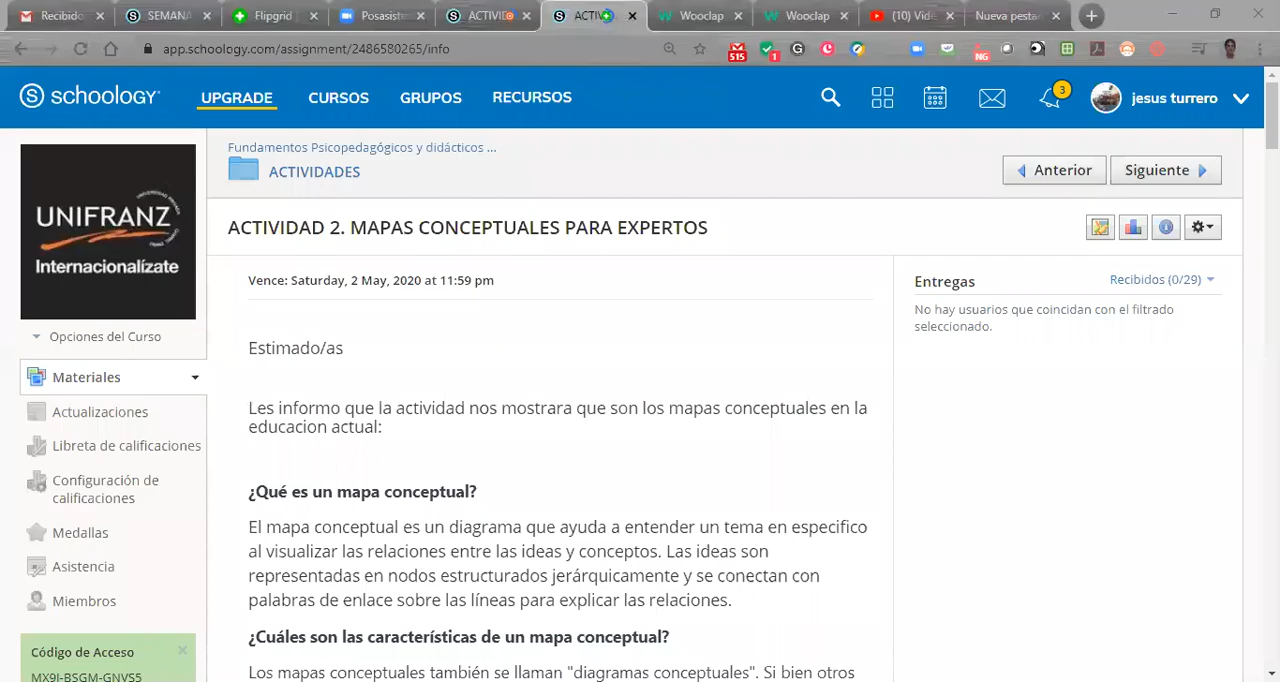 Recibido
SEMANA
Flipgrid
Posasiste
ACTIVID
ACTIV
Wooclap
Wooclap
(10) Vide
Nueva pesta
app.schoology.com/assignment/2486580265/info
515
1
G
NG
S schoology
UPGRADE
CURSOS
GRUPOS
RECURSOS
3
jesus turrero
UNIFRANZ
Internacionalízate
Opciones del Curso
Materiales
Actualizaciones
Libreta de calificaciones
Configuración de
calificaciones
Medallas
Asistencia
Miembros
Código de Acceso
MX9J-BSGM-GNVS5
Fundamentos Psicopedagógicos y didácticos ...
ACTIVIDADES
Anterior
Siguiente
ACTIVIDAD 2. MAPAS CONCEPTUALES PARA EXPERTOS
Vence: Saturday, 2 May, 2020 at 11:59 pm
Estimado/as
Les informo que la actividad nos mostrara que son los mapas conceptuales en la
educacion actual:
¿Qué es un mapa conceptual?
El mapa conceptual es un diagrama que ayuda a entender un tema en especifico
al visualizar las relaciones entre las ideas y conceptos. Las ideas son
representadas en nodos estructurados jerárquicamente y se conectan con
palabras de enlace sobre las líneas para explicar las relaciones.
¿Cuáles son las características de un mapa conceptual?
Los mapas conceptuales también se llaman "diagramas conceptuales". Si bien otros
Entregas
Recibidos (0/29)
No hay usuarios que coincidan con el filtrado
seleccionado.